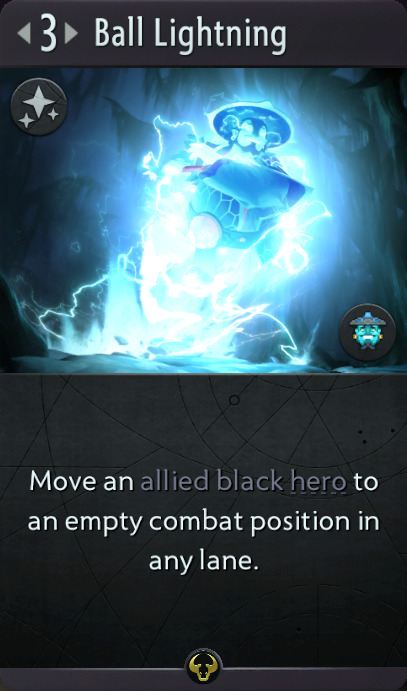 3 Ball Lightning
Move an allied black hero to
an empty combat position in
any lane.